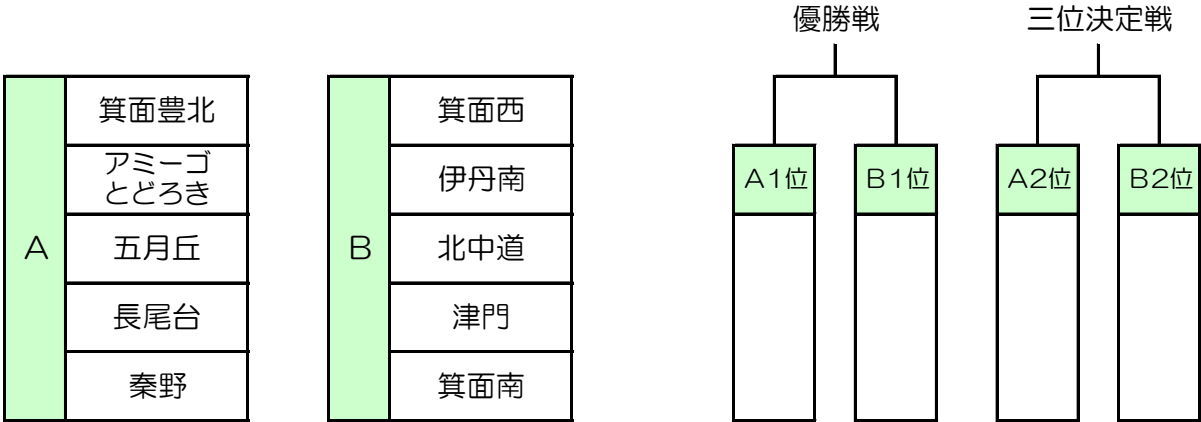 優勝戦
三位決定戦
A
箕面豊北
アミーゴ
とどろき
五月丘
長尾台
秦野
B
箕面西
伊丹南
北中道
津門
箕面南
A1位
B1位
A2位
B2位